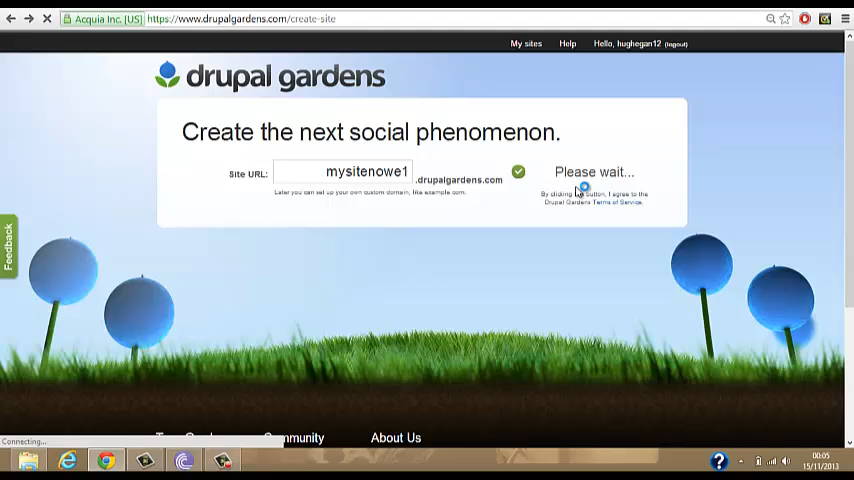 Acquia Inc. [US] https://www.drupalgardens.com/create-site
My sites Help Hello, hughegan12 (logout)
drupal gardens
Create the next social phenomenon.
Site URL: mysitenowe1 .drupalgardens.com Please wait...
Later you can set up your own custom domain, like example.com.
By clicking button, I agree to the
Drupal Gardens Terms of Service.
Feedback
Community About Us
Connecting...
00:05
15/11/2013